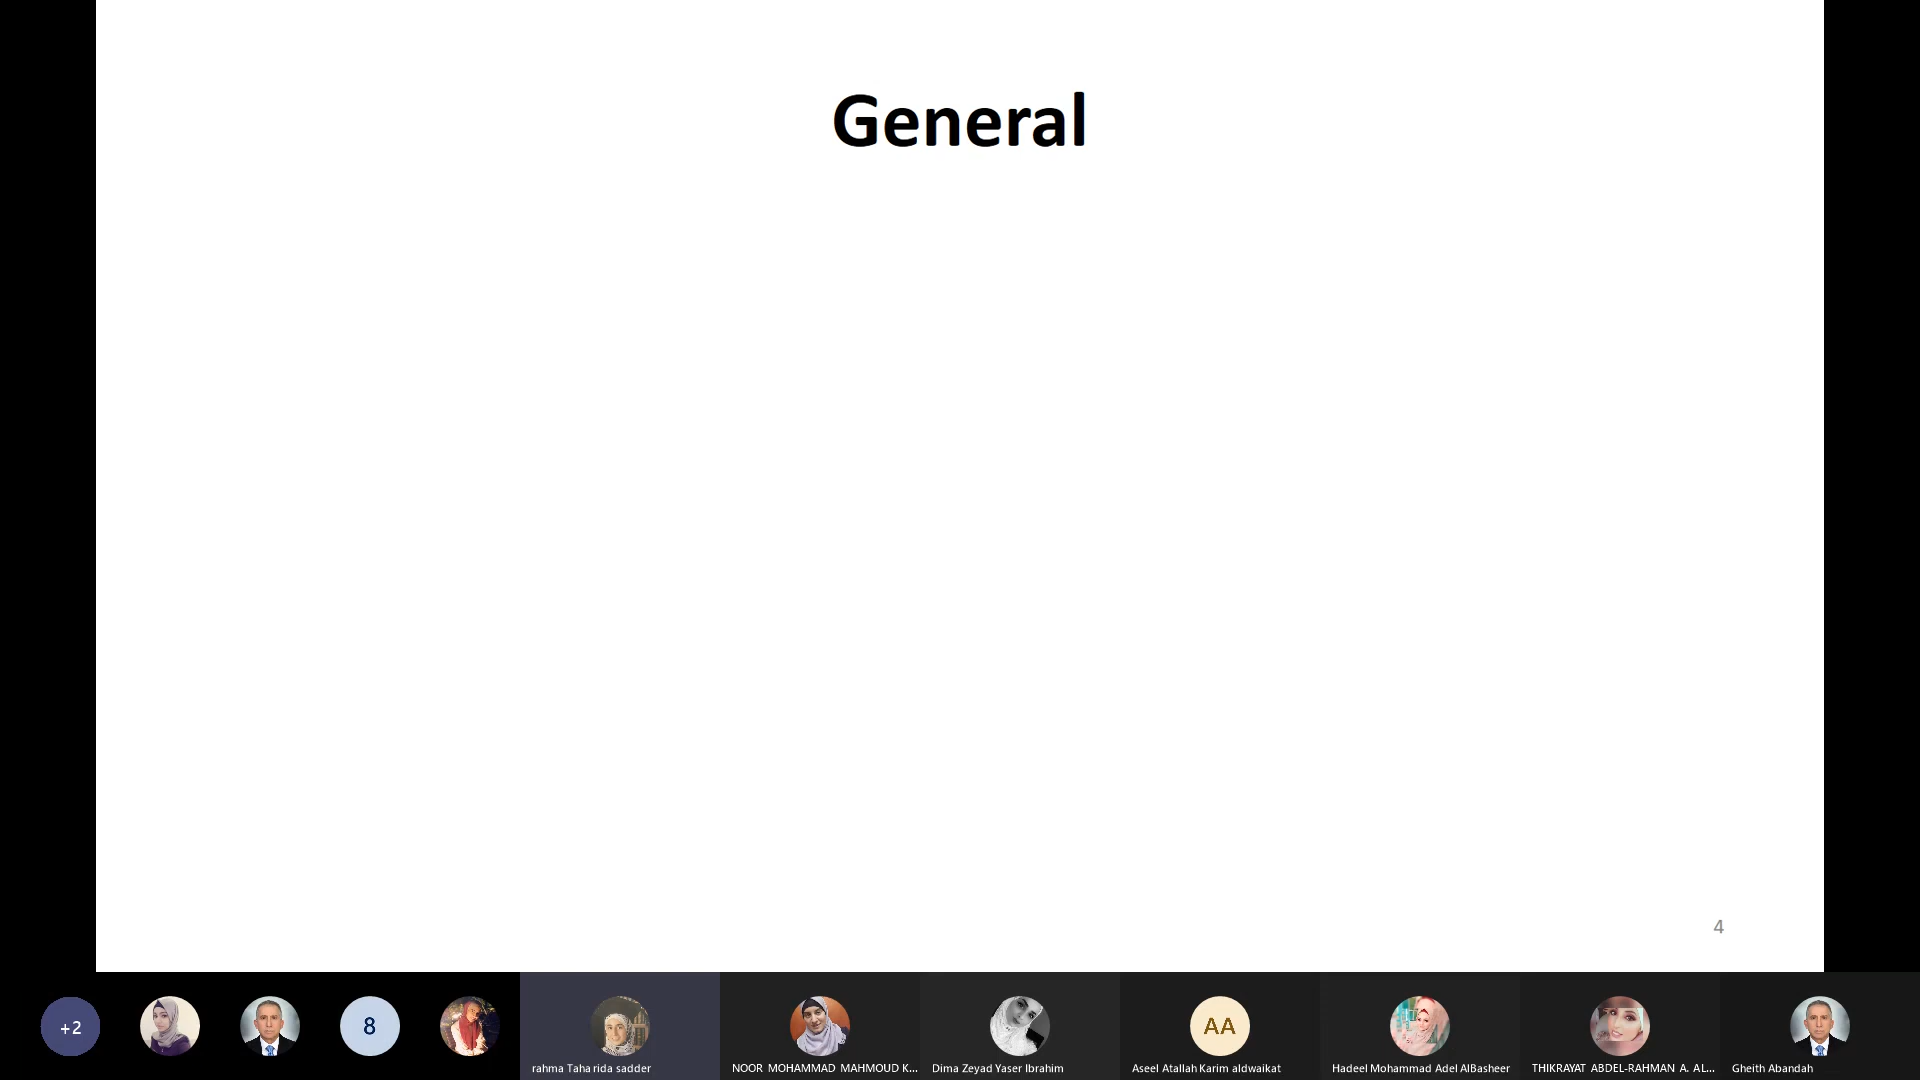 General
4
+2
8
AA
rahma Taha rida sadder
NOOR MOHAMMAD MAHMOUD K...
Dima Zeyad Yaser Ibrahim
Aseel Atallah Karim aldwaikat
Hadeel Mohammad Adel AlBasheer
THIKRAYAT ABDEL-RAHMAN A. AL...
Gheith Abandah